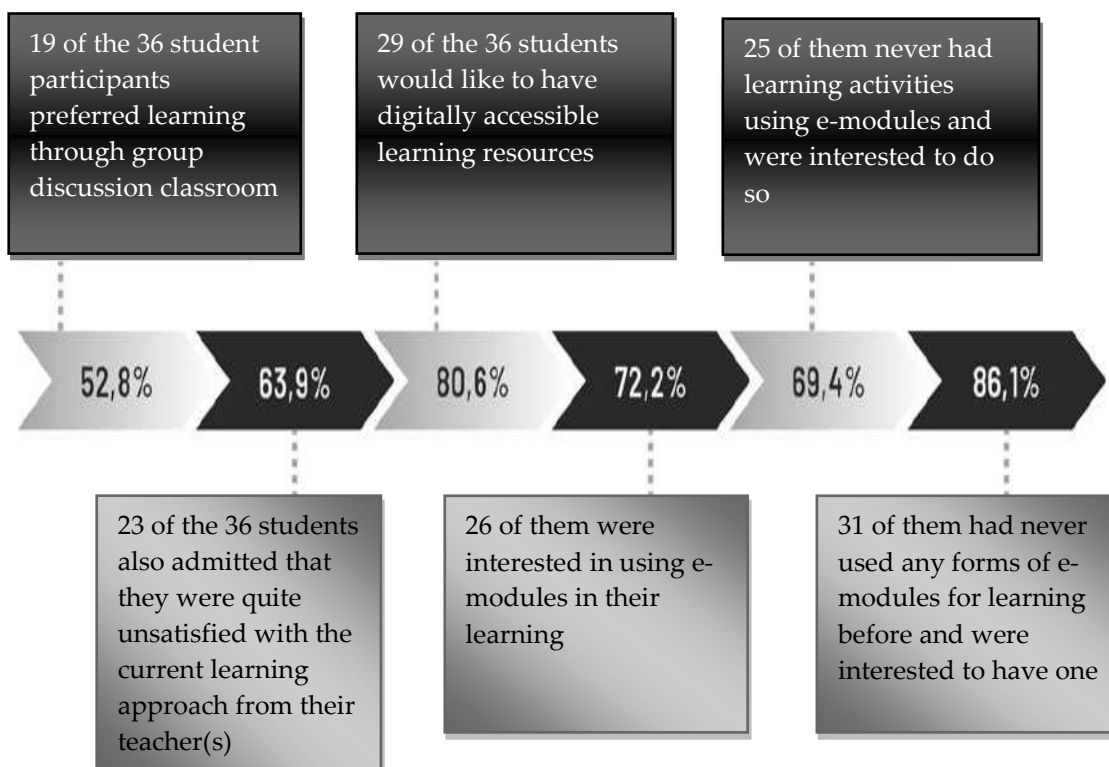 19 of the 36 student
participants
preferred learning
through group
discussion classroom
29 of the 36 students
would like to have
digitally accessible
learning resources
25 of them never had
learning activities
using e-modules and
were interested to do
so
52,8%
63,9%
80,6%
72,2%
69,4%
86,1%
23 of the 36 students
also admitted that
they were quite
unsatisfied with the
current learning
approach from their
teacher(s)
26 of them were
interested in using e-
modules in their
learning
31 of them had never
used any forms of e-
modules for learning
before and were
interested to have one